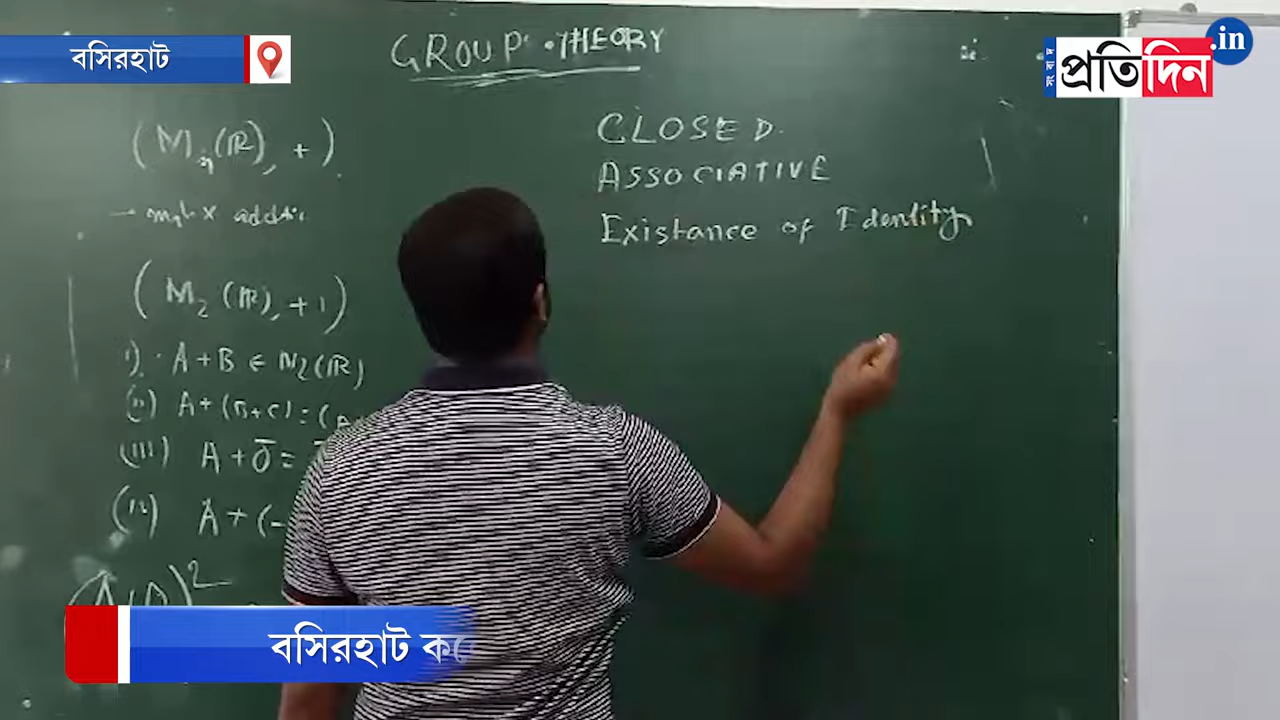 বসিরহাট
সংবাদ প্রতিদিন .in
GROUP THEORY
(Mₙ(ℝ), +)
(M₂(ℝ), +)
i). A+B ∈ M₂(ℝ)
(ii) A+(B+C)=(A
(iii) A+ō=
(iv) A+(-
CLOSED.
ASSOCIATIVE
Existance of Identity
বসিরহাট